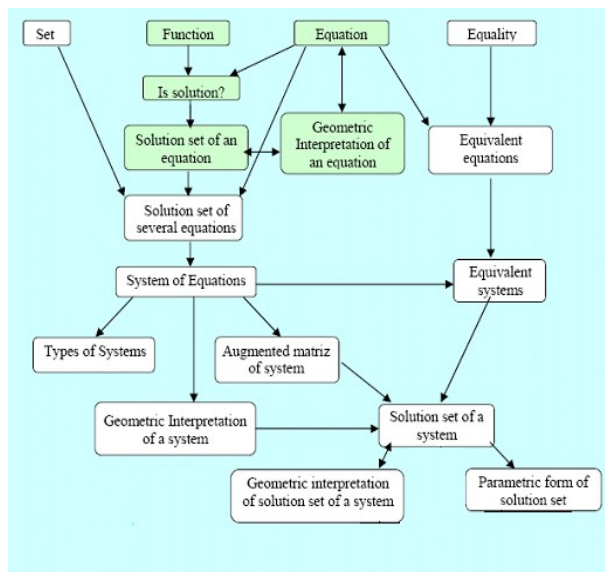 Set
Function
Equation
Equality
Is solution?
Solution set of an
equation
Geometric
Interpretation of
an equation
Equivalent
equations
Solution set of
several equations
System of Equations
Equivalent
systems
Types of Systems
Augmented matriz
of system
Geometric Interpretation
of a system
Solution set of a
system
Geometric interpretation
of solution set of a system
Parametric form of
solution set